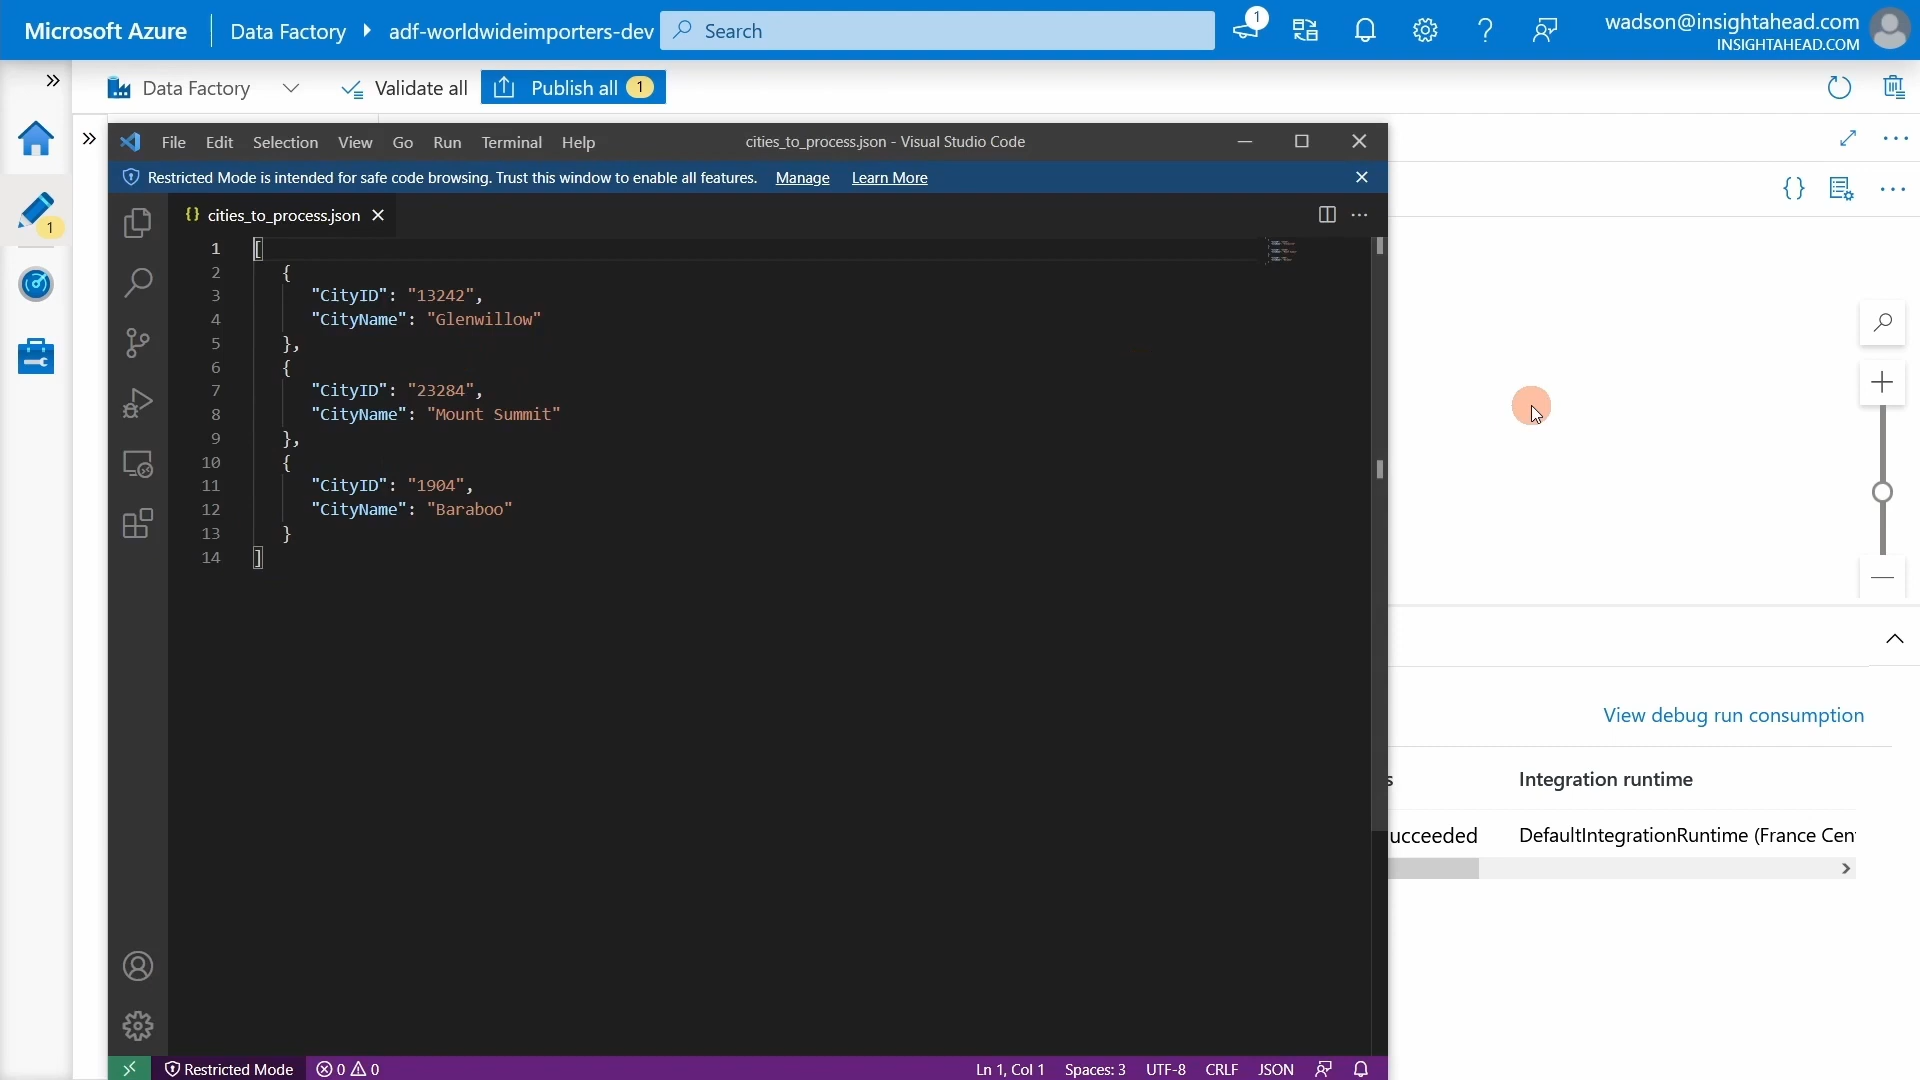 Microsoft Azure
Data Factory
adf-worldwideimporters-dev
Search
1
wadson@insightahead.com
INSIGHTAHEAD.COM
Data Factory
Validate all
Publish all
1
File Edit Selection View Go Run Terminal Help
cities_to_process.json - Visual Studio Code
Restricted Mode is intended for safe code browsing. Trust this window to enable all features. Manage Learn More
1
{} cities_to_process.json
1 [
2 {
3 "CityID": "13242",
4 "CityName": "Glenwillow"
5 },
6 {
7 "CityID": "23284",
8 "CityName": "Mount Summit"
9 },
10 {
11 "CityID": "1904",
12 "CityName": "Baraboo"
13 }
14 ]
View debug run consumption
s
Integration runtime
ucceeded
DefaultIntegrationRuntime (France Cen
Restricted Mode
0 0
Ln 1, Col 1
Spaces: 3
UTF-8
CRLF
JSON